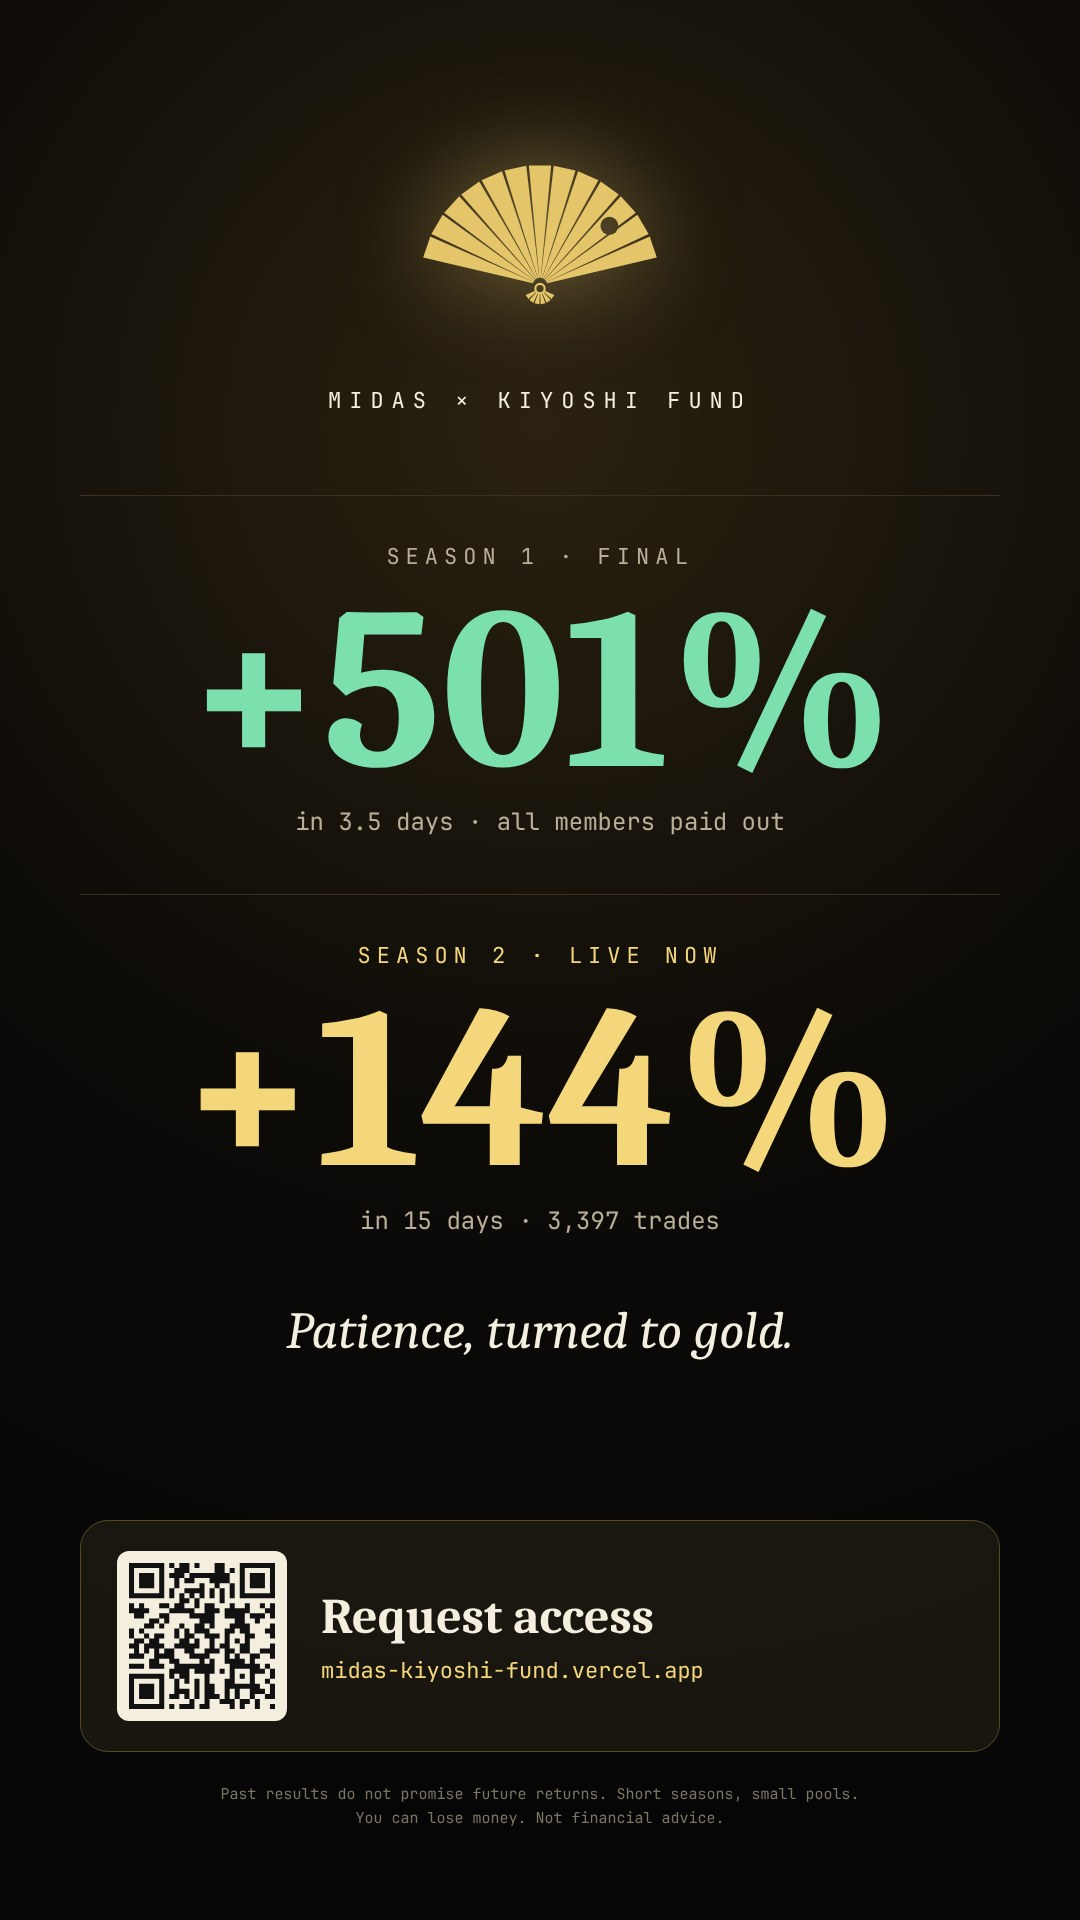 MIDAS × KIYOSHI FUND
SEASON 1 · FINAL
+501%
in 3.5 days · all members paid out
SEASON 2 · LIVE NOW
+144%
in 15 days · 3,397 trades
Patience, turned to gold.
Request access
midas-kiyoshi-fund.vercel.app
Past results do not promise future returns. Short seasons, small pools.
You can lose money. Not financial advice.